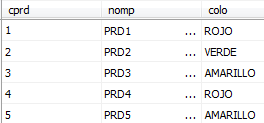 cprd nomp colo
1 PRD1 ... ROJO
2 PRD2 ... VERDE
3 PRD3 ... AMARILLO
4 PRD4 ... ROJO
5 PRD5 ... AMARILLO